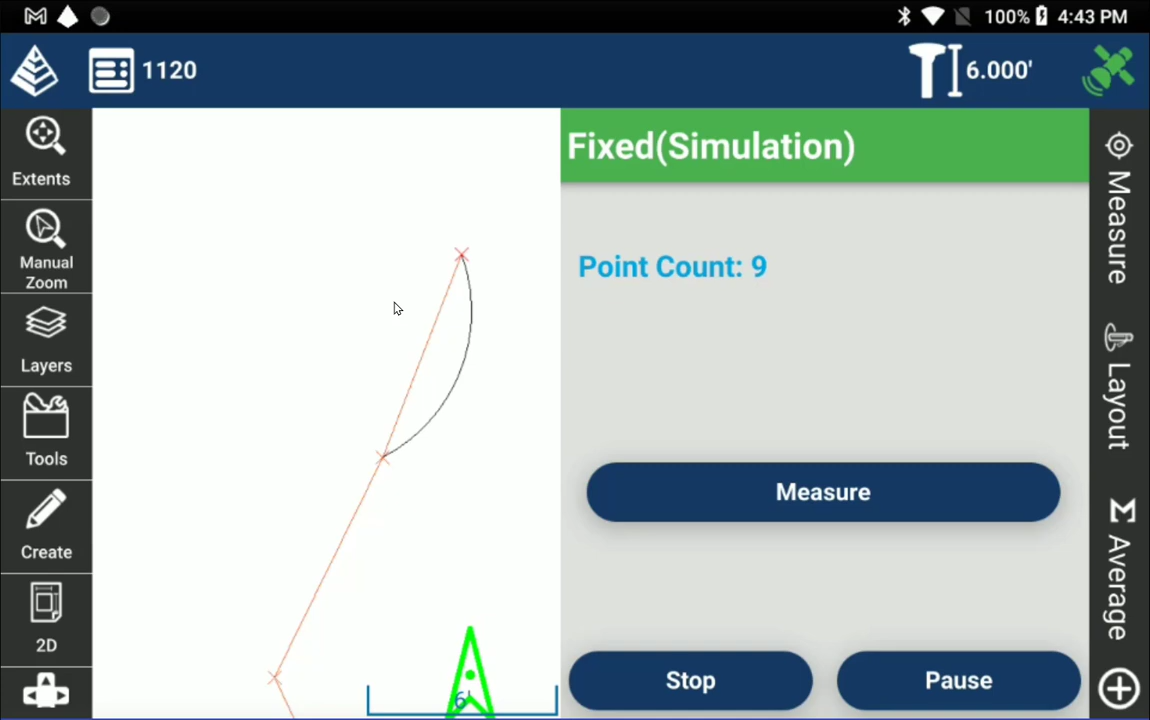 100% 4:43 PM
1120
6.000'
Extents
Manual
Zoom
Layers
Tools
Create
2D
Fixed(Simulation)
Point Count: 9
Measure
Stop
Pause
6'
Measure
Layout
Average